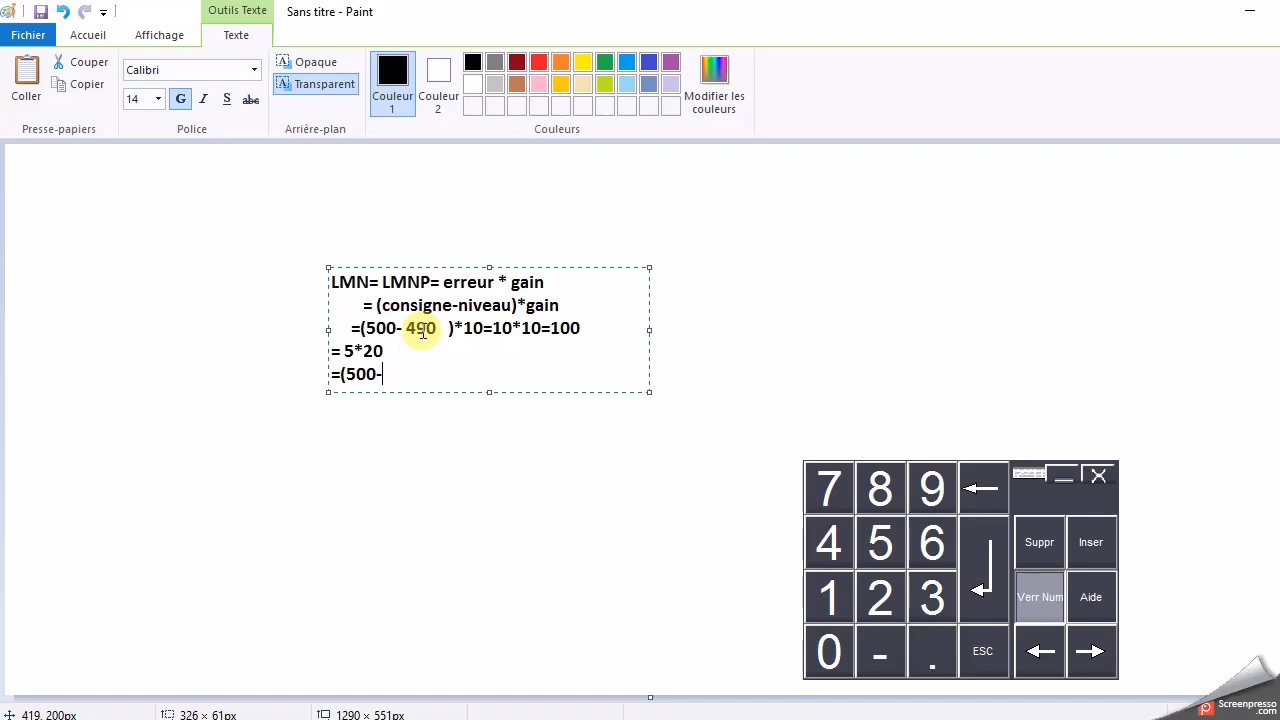 Outils Texte
Sans titre - Paint
Fichier
Accueil
Affichage
Texte
Coller
Couper
Copier
Presse-papiers
Calibri
14
G I S abc
Police
Opaque
Transparent
Arrière-plan
Couleur 1
Couleur 2
Modifier les couleurs
Couleurs
LMN= LMNP= erreur * gain
= (consigne-niveau)*gain
=(500- 490 )*10=10*10=100
= 5*20
=(500-
7 8 9
4 5 6 Suppr Inser
1 2 3 Verr Num Aide
0 - . ESC
419, 200px
326 × 61px
1290 × 551px
Screenpresso
.com